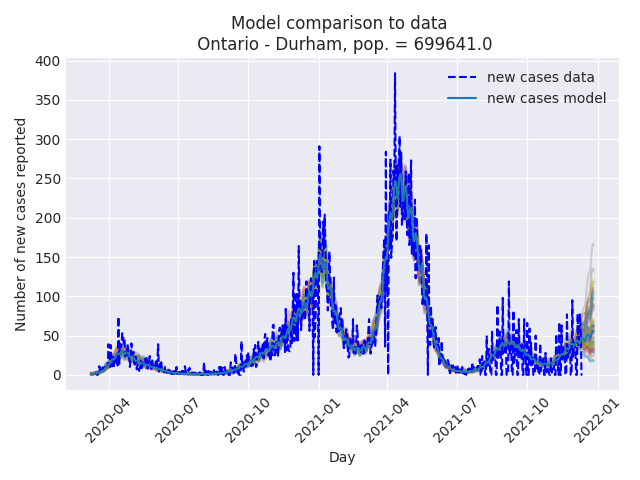 Model comparison to data
Ontario - Durham, pop. = 699641.0
400
350
300
250
200
150
100
50
0
Number of new cases reported
new cases data
new cases model
2020-04
2020-07
2020-10
2021-01
2021-04
2021-07
2021-10
2022-01
Day